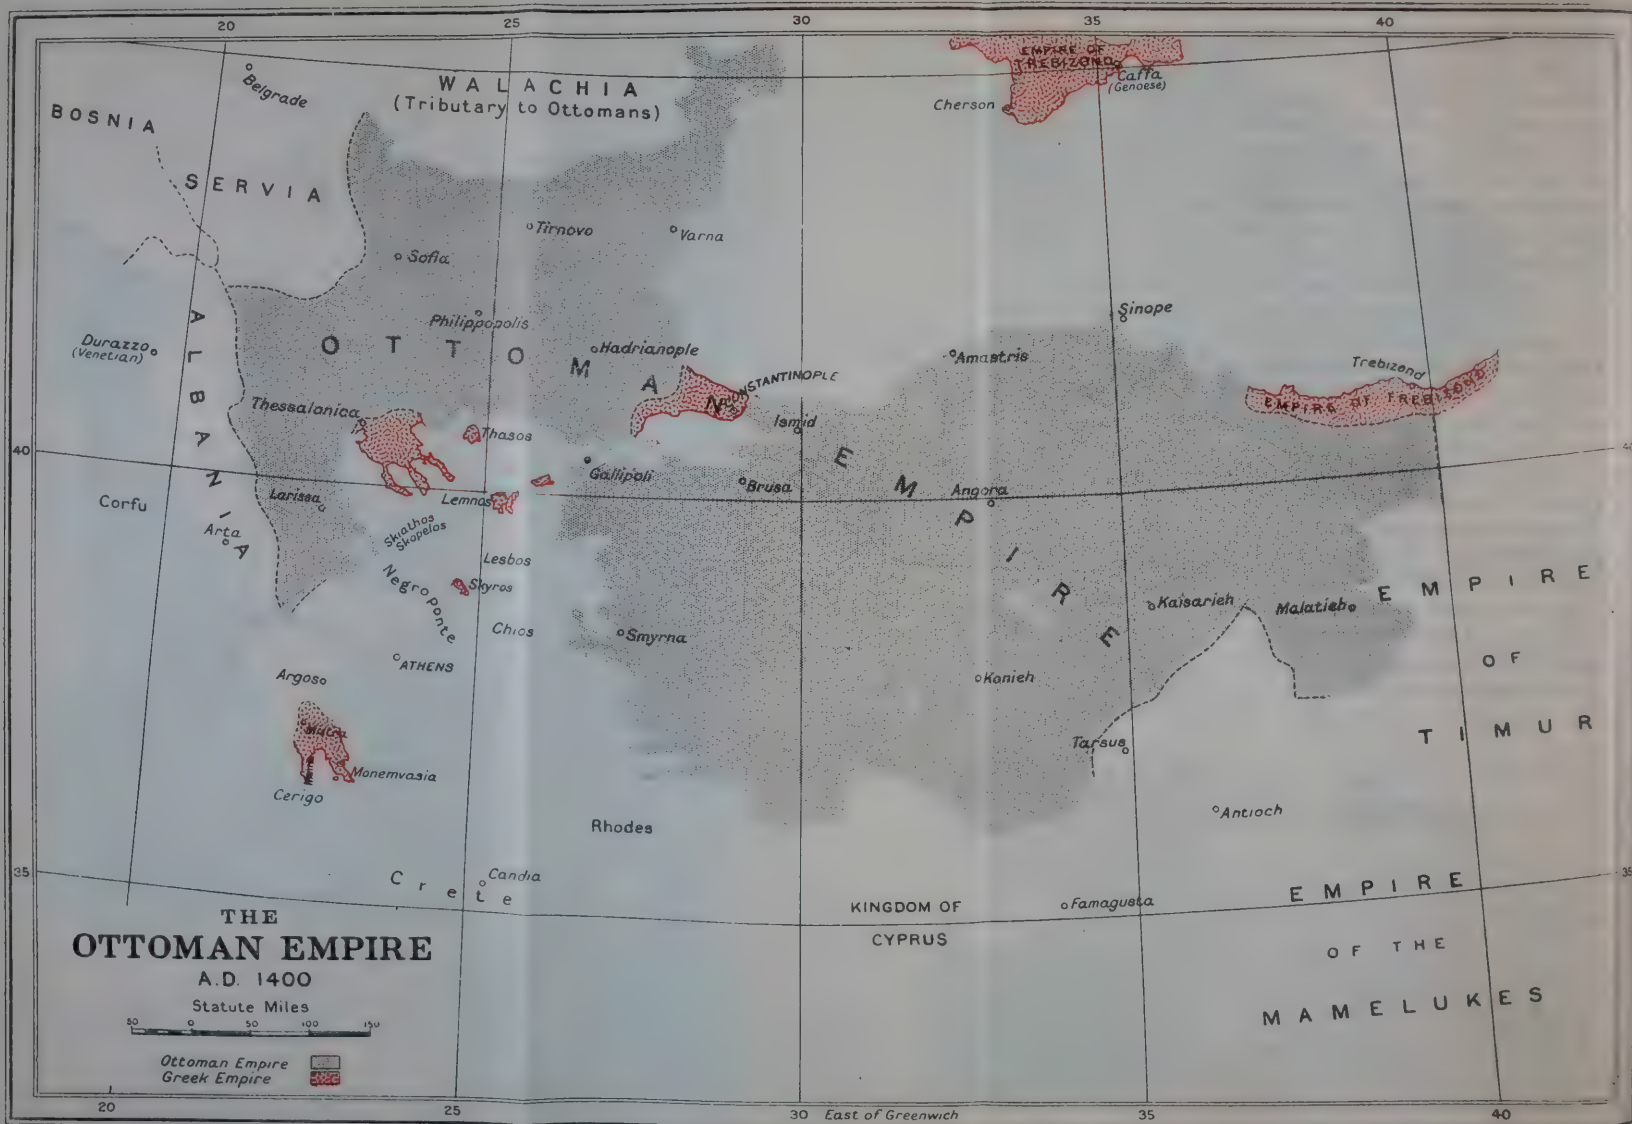 20 25 30 35 40
Belgrade
WALACHIA
(Tributary to Ottomans)
BOSNIA
SERVIA
EMPIRE OF
TREBIZOND
Caffa
(Genoese)
Cherson
Tirnovo
Varna
Sofia
Sinope
Philippopolis
ALBANIA
Durazzo
(Venetian)
OTTOMAN
Hadrianople
CONSTANTINOPLE
Amastris
Trebizond
EMPIRE OF TREBIZOND
Thessalonica
Thasos
Ismid
EMPIRE
40
40
Gallipoli
Brusa
Angora
Larissa
Lemnos
Corfu
Arta
Skiathos
Skopelos
Lesbos
Skyros
Negroponte
Chios
Smyrna
Kaisarieh
Malatieh
EMPIRE
OF
TIMUR
ATHENS
Argos
Konieh
Mistra
Maina
Monemvasia
Cerigo
Tarsus
Antioch
Rhodes
35
35
Crete
Candia
KINGDOM OF
CYPRUS
Famagusta
EMPIRE
OF THE
MAMELUKES
THE
OTTOMAN EMPIRE
A.D. 1400
Statute Miles
50 0 50 100 150
Ottoman Empire
Greek Empire
20 25 30 East of Greenwich 35 40